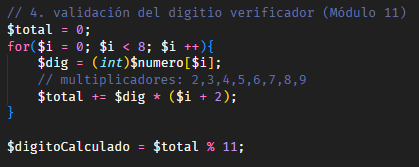 // 4. validación del digitio verificador (Módulo 11)
$total = 0;
for($i = 0; $i < 8; $i ++){
    $dig = (int)$numero[$i];
    // multiplicadores: 2,3,4,5,6,7,8,9
    $total += $dig * ($i + 2);
}

$digitoCalculado = $total % 11;